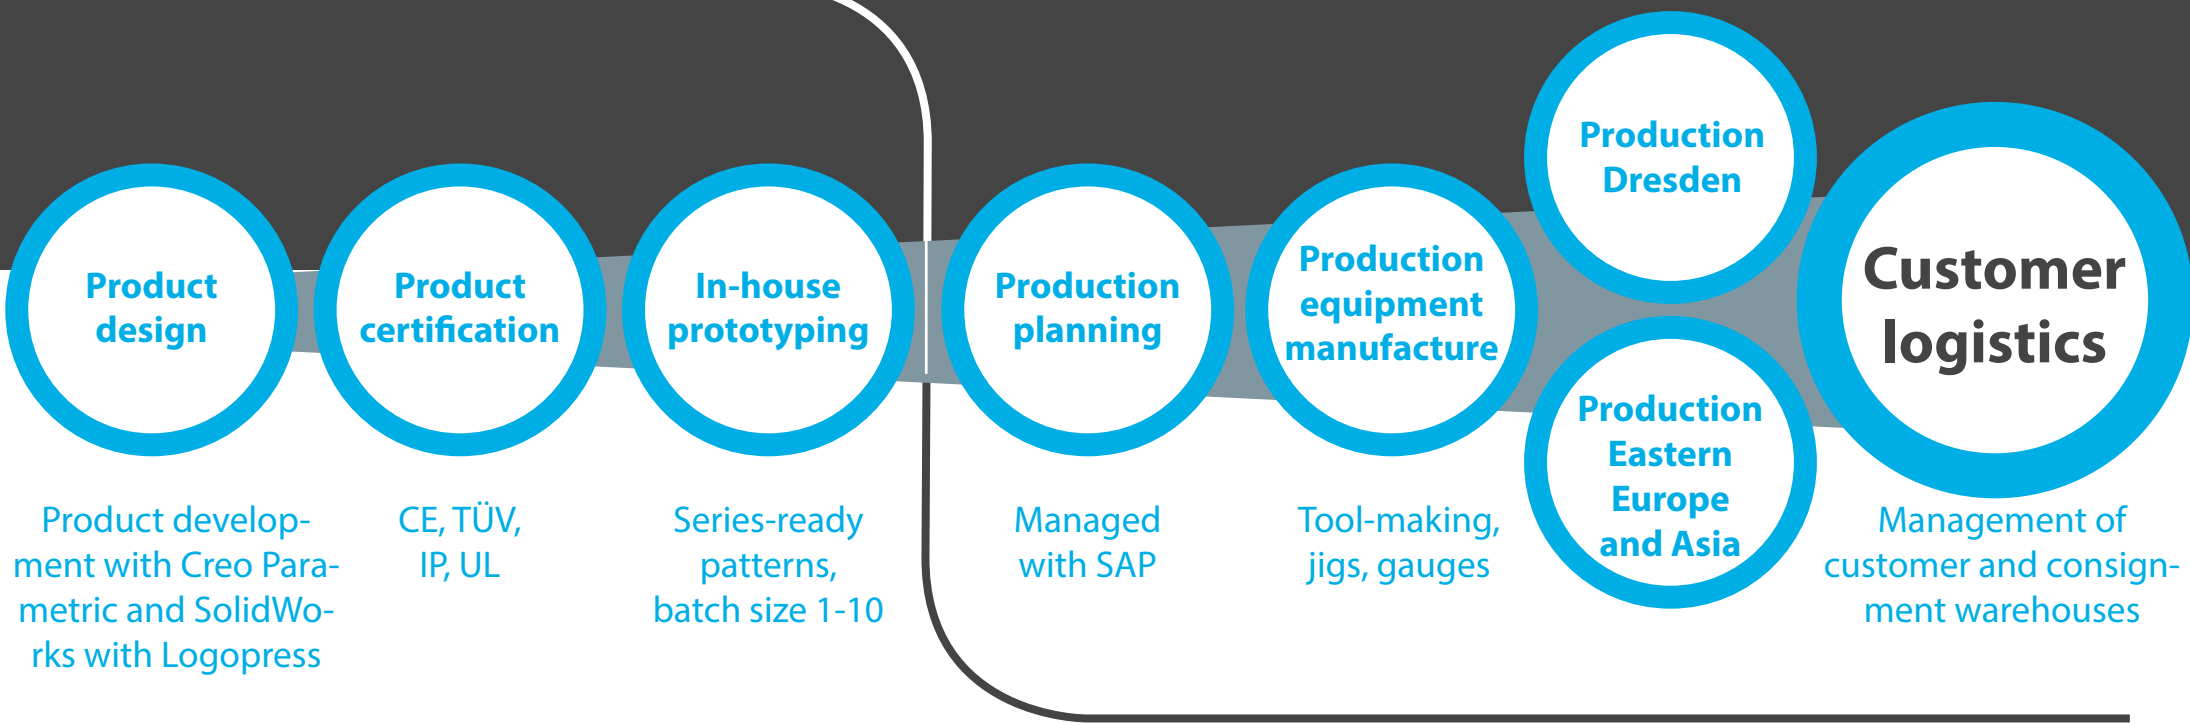 Product
design
Product
certification
In-house
prototyping
Production
planning
Production
equipment
manufacture
Production
Dresden
Production
Eastern
Europe
and Asia
Customer
logistics
Product develop-
ment with Creo Para-
metric and SolidWo-
rks with Logopress
CE, TÜV,
IP, UL
Series-ready
patterns,
batch size 1-10
Managed
with SAP
Tool-making,
jigs, gauges
Management of
customer and consign-
ment warehouses